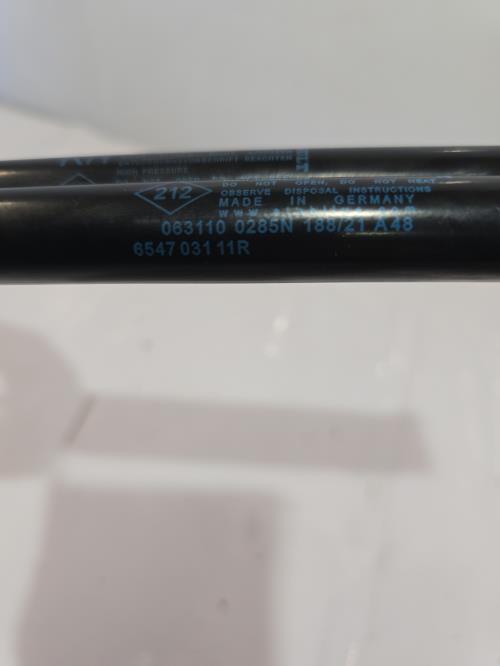 HIGH PRESSURE
212
DO NOT OPEN, DO NOT HEAT
OBSERVE DISPOSAL INSTRUCTIONS
MADE IN GERMANY
063110 0285N 188/21 A48
6547 031 11R